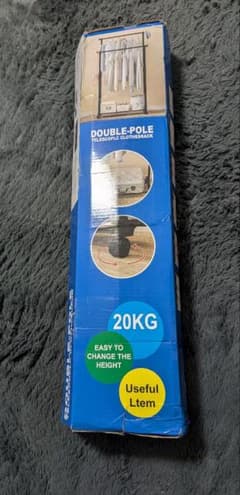 DOUBLE-POLE
TELESCOPIC CLOTHESRACK
20KG
EASY TO
CHANGE THE
HEIGHT
Useful
Ltem